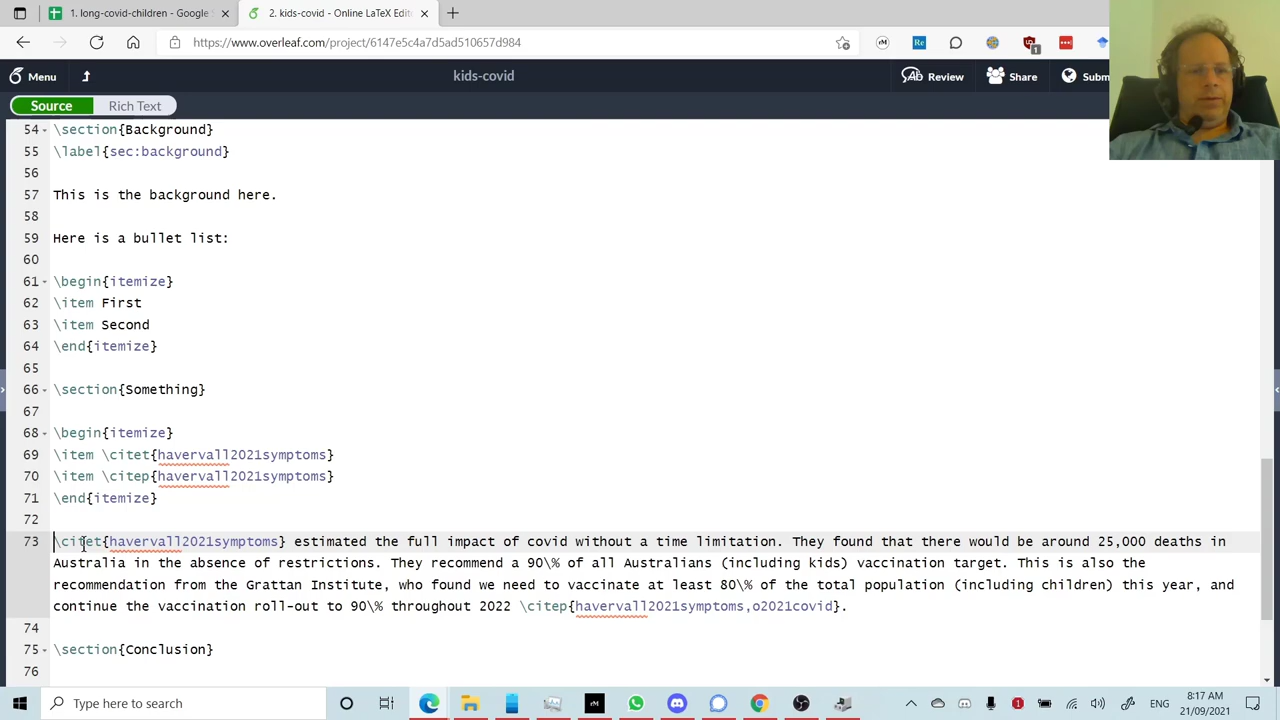 1. long-covid-children - Google S
2. kids-covid - Online LaTeX Edit
https://www.overleaf.com/project/6147e5c4a7d5ad510657d984
rM
Re
1
Menu
kids-covid
Review
Share
Subm
Source
Rich Text
54 \section{Background}
55 \label{sec:background}
56
57 This is the background here.
58
59 Here is a bullet list:
60
61 \begin{itemize}
62 \item First
63 \item Second
64 \end{itemize}
65
66 \section{Something}
67
68 \begin{itemize}
69 \item \citet{havervall2021symptoms}
70 \item \citep{havervall2021symptoms}
71 \end{itemize}
72
73 \citet{havervall2021symptoms} estimated the full impact of covid without a time limitation. They found that there would be around 25,000 deaths in
Australia in the absence of restrictions. They recommend a 90\% of all Australians (including kids) vaccination target. This is also the
recommendation from the Grattan Institute, who found we need to vaccinate at least 80\% of the total population (including children) this year, and
continue the vaccination roll-out to 90\% throughout 2022 \citep{havervall2021symptoms,o2021covid}.
74
75 \section{Conclusion}
76
Type here to search
rM
ENG
8:17 AM
21/09/2021